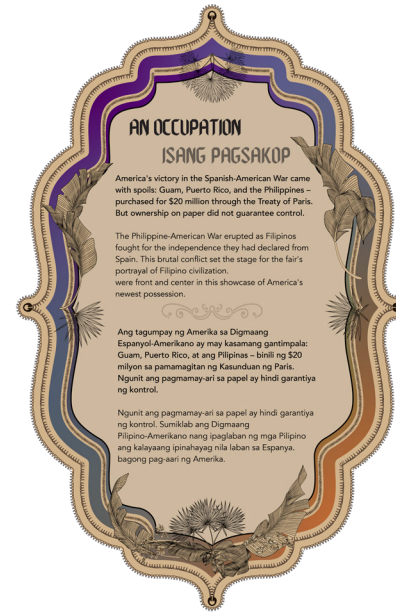 AN OCCUPATION
ISANG PAGSAKOP
America's victory in the Spanish-American War came
with spoils: Guam, Puerto Rico, and the Philippines –
purchased for $20 million through the Treaty of Paris.
But ownership on paper did not guarantee control.
The Philippine-American War erupted as Filipinos
fought for the independence they had declared from
Spain. This brutal conflict set the stage for the fair's
portrayal of Filipino civilization.
were front and center in this showcase of America's
newest possession.
Ang tagumpay ng Amerika sa Digmaang
Espanyol-Amerikano ay may kasamang gantimpala:
Guam, Puerto Rico, at ang Pilipinas – binili ng $20
milyon sa pamamagitan ng Kasunduan ng Paris.
Ngunit ang pagmamay-ari sa papel ay hindi garantiya
ng kontrol.
Ngunit ang pagmamay-ari sa papel ay hindi garantiya
ng kontrol. Sumiklab ang Digmaang
Pilipino-Amerikano nang ipaglaban ng mga Pilipino
ang kalayaang ipinahayag nila laban sa Espanya.
bagong pag-aari ng Amerika.